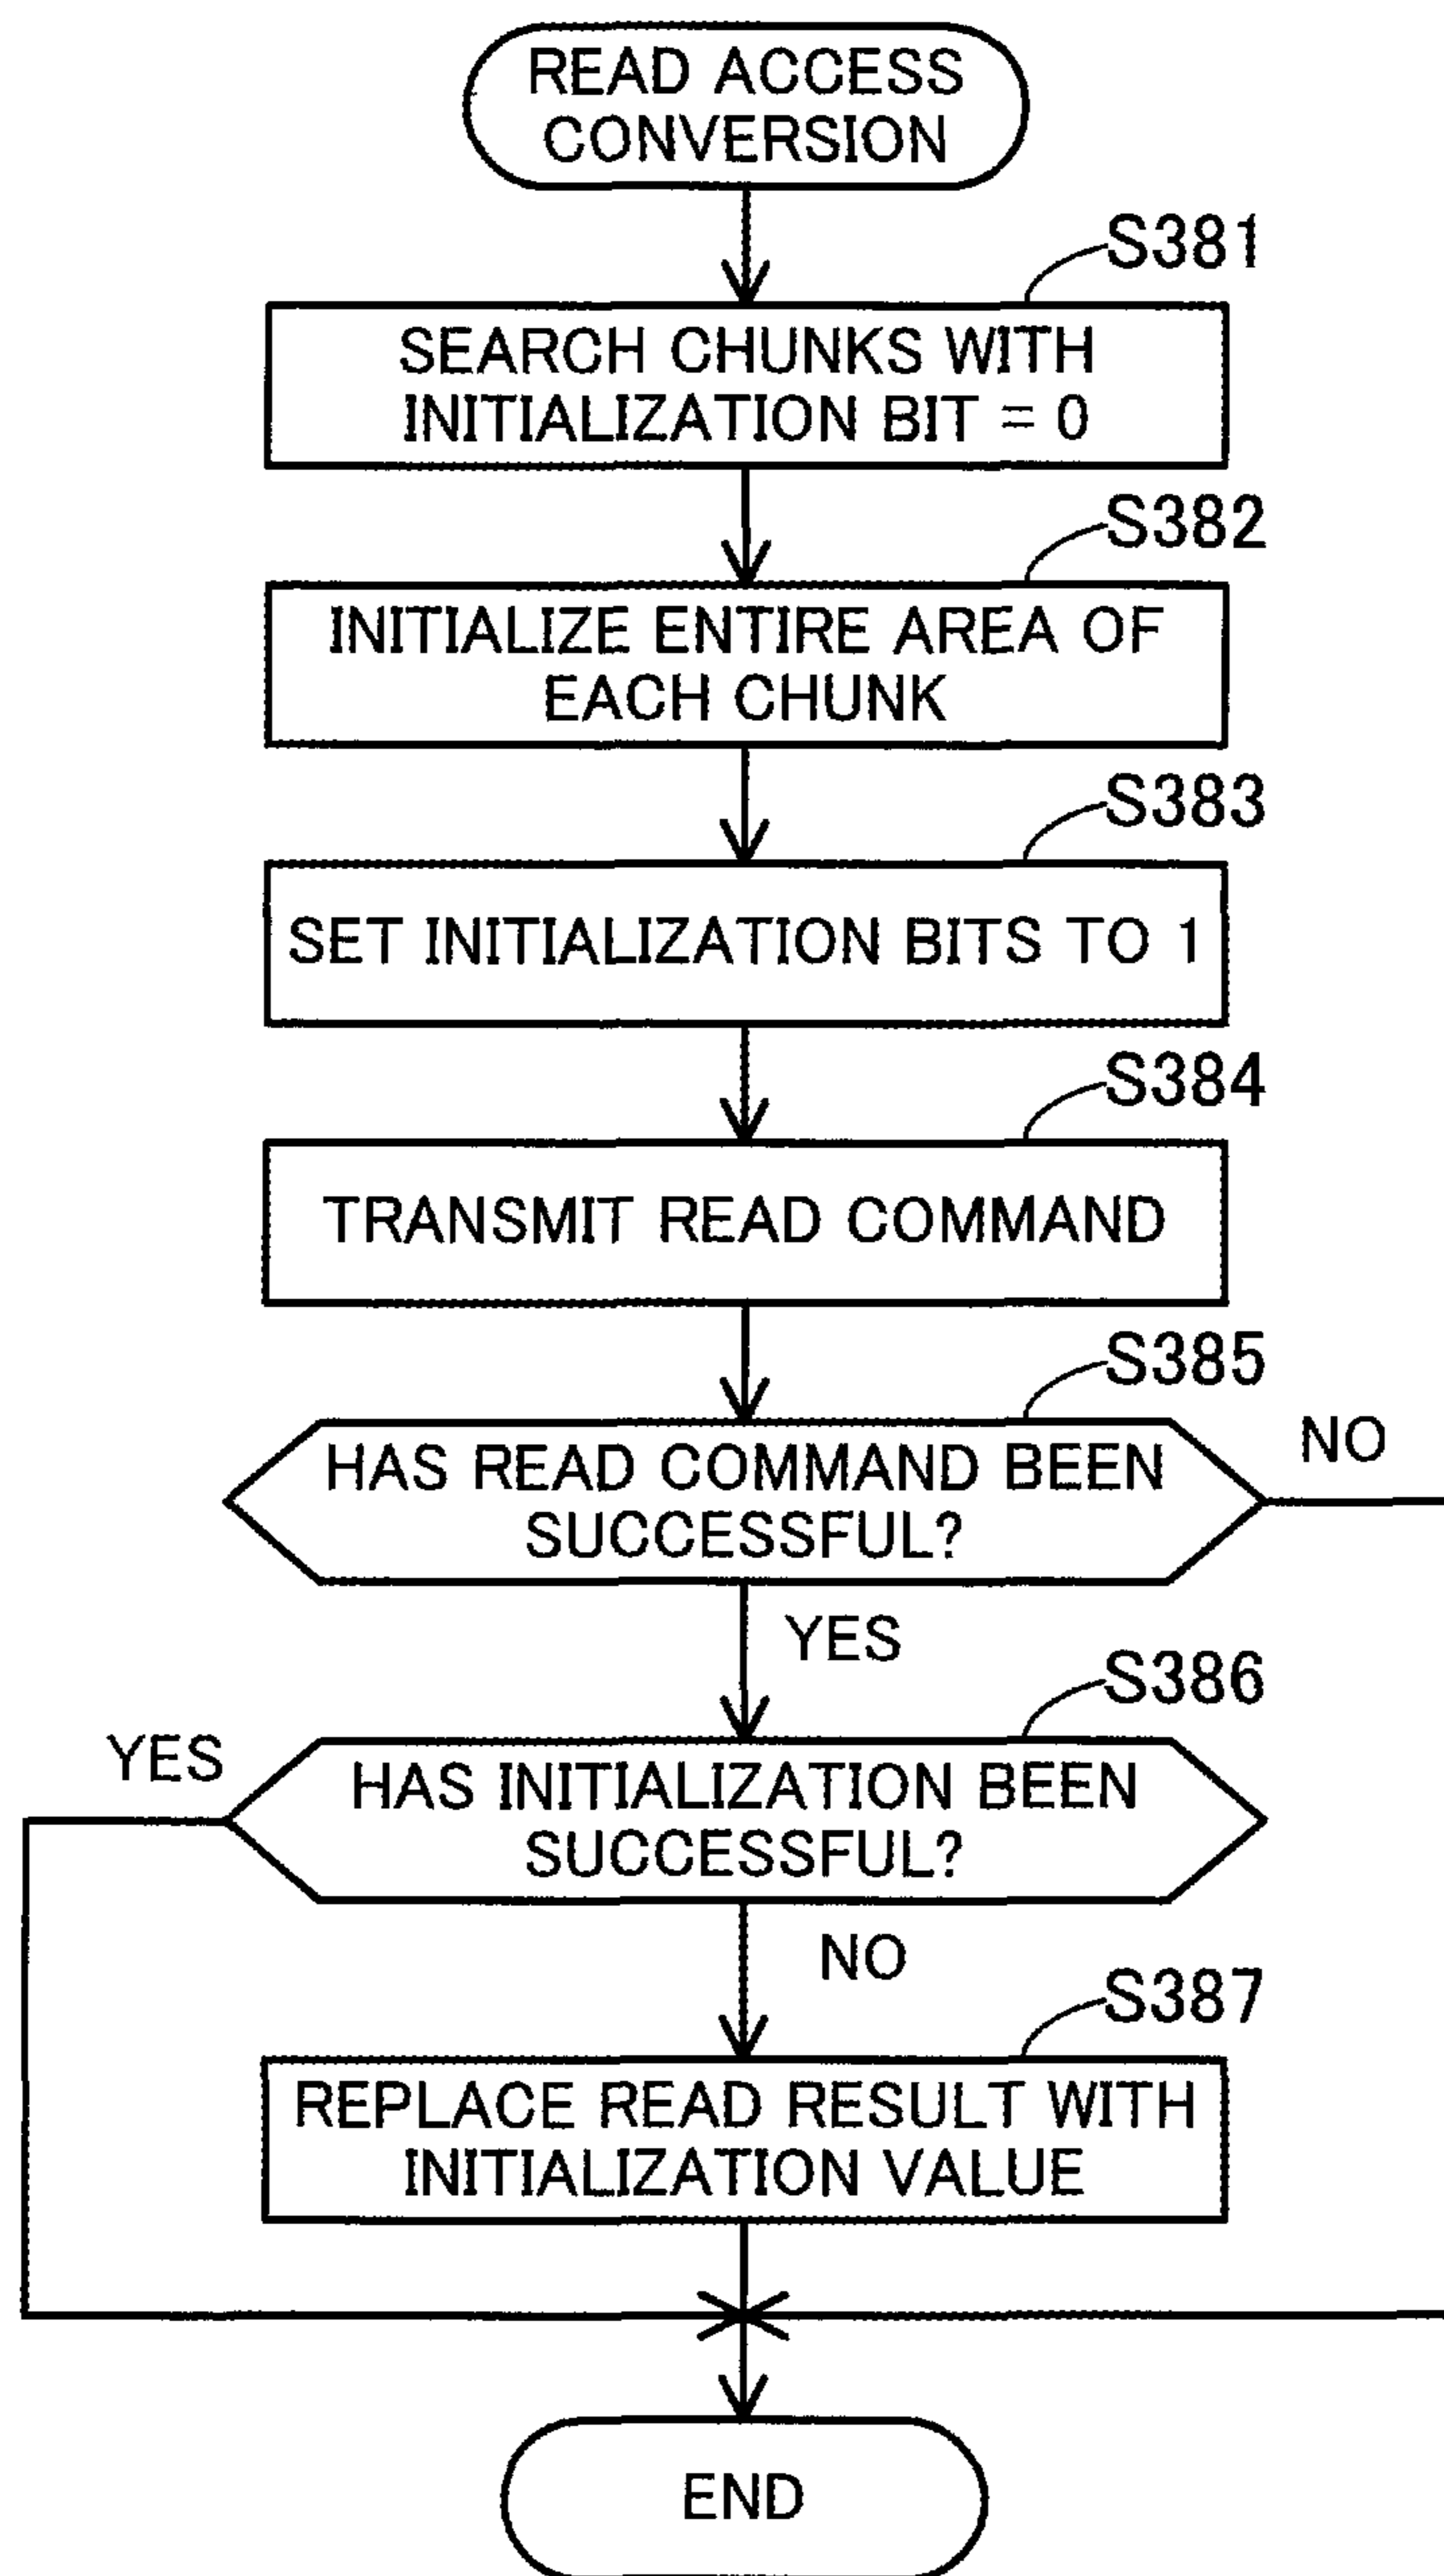 READ ACCESS
CONVERSION
S381
SEARCH CHUNKS WITH
INITIALIZATION BIT = 0
S382
INITIALIZE ENTIRE AREA OF
EACH CHUNK
S383
SET INITIALIZATION BITS TO 1
S384
TRANSMIT READ COMMAND
S385
HAS READ COMMAND BEEN
SUCCESSFUL?
NO
YES
S386
YES
HAS INITIALIZATION BEEN
SUCCESSFUL?
NO
S387
REPLACE READ RESULT WITH
INITIALIZATION VALUE
END